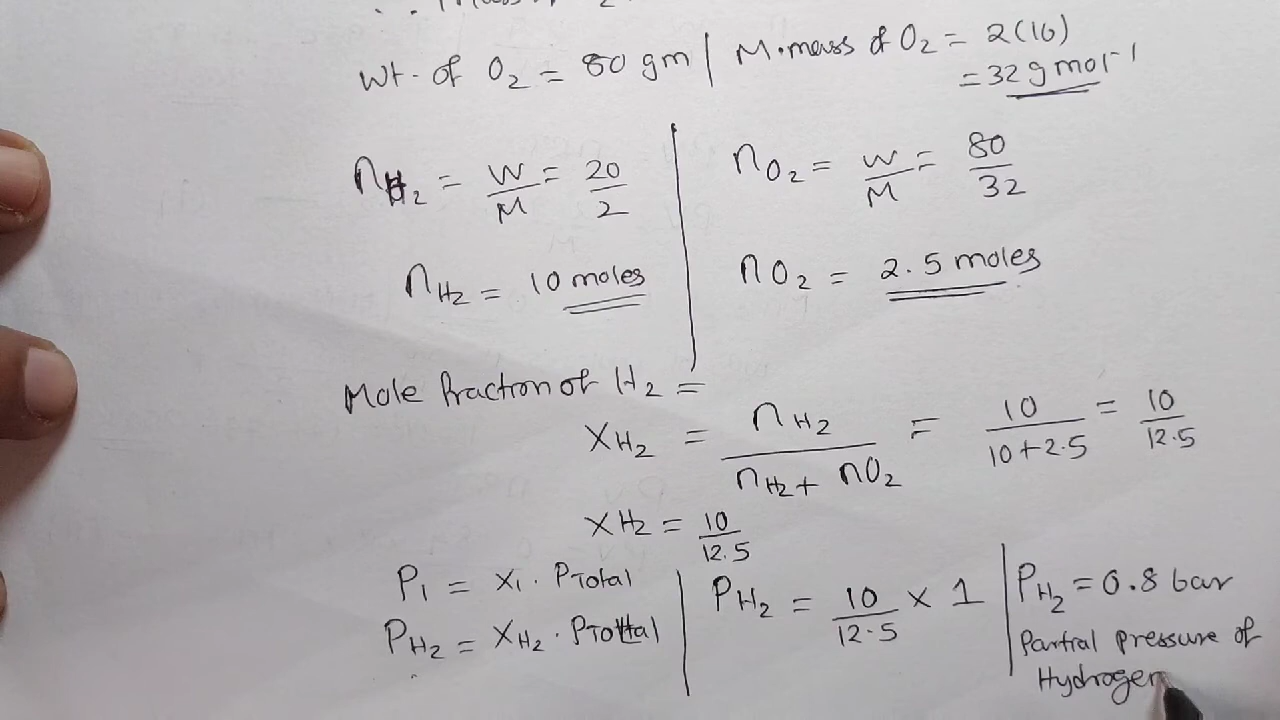 Wt. of O2 = 80 gm | M.mass of O2 = 2(16)
= 32 g mol-1
nH2 = W/M = 20/2
nH2 = 10 moles
nO2 = W/M = 80/32
nO2 = 2.5 moles
Mole fraction of H2 =
XH2 = nH2/(nH2 + nO2) = 10/(10+2.5) = 10/12.5
XH2 = 10/12.5
P1 = X1 . PTotal
PH2 = XH2 . PTotal
PH2 = 10/12.5 × 1
PH2 = 0.8 bar
Partial pressure of
Hydrogen